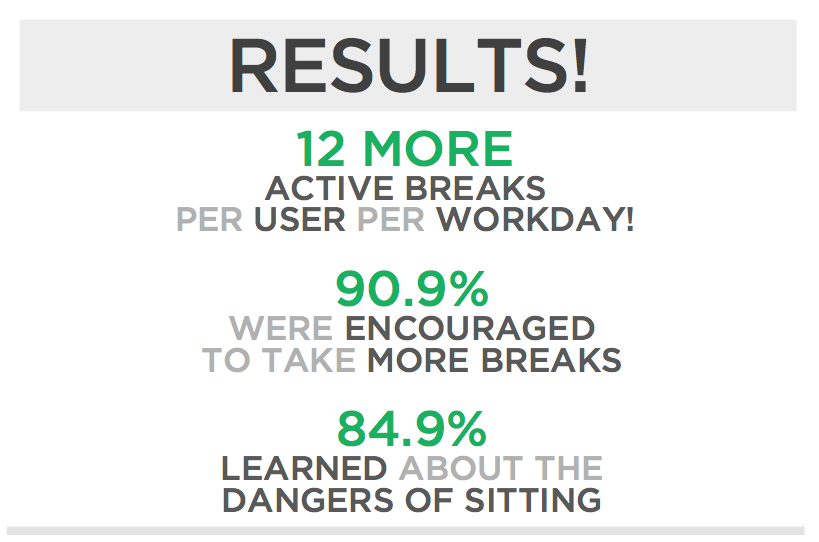 RESULTS!
12 MORE
ACTIVE BREAKS
PER USER PER WORKDAY!
90.9%
WERE ENCOURAGED
TO TAKE MORE BREAKS
84.9%
LEARNED ABOUT THE
DANGERS OF SITTING